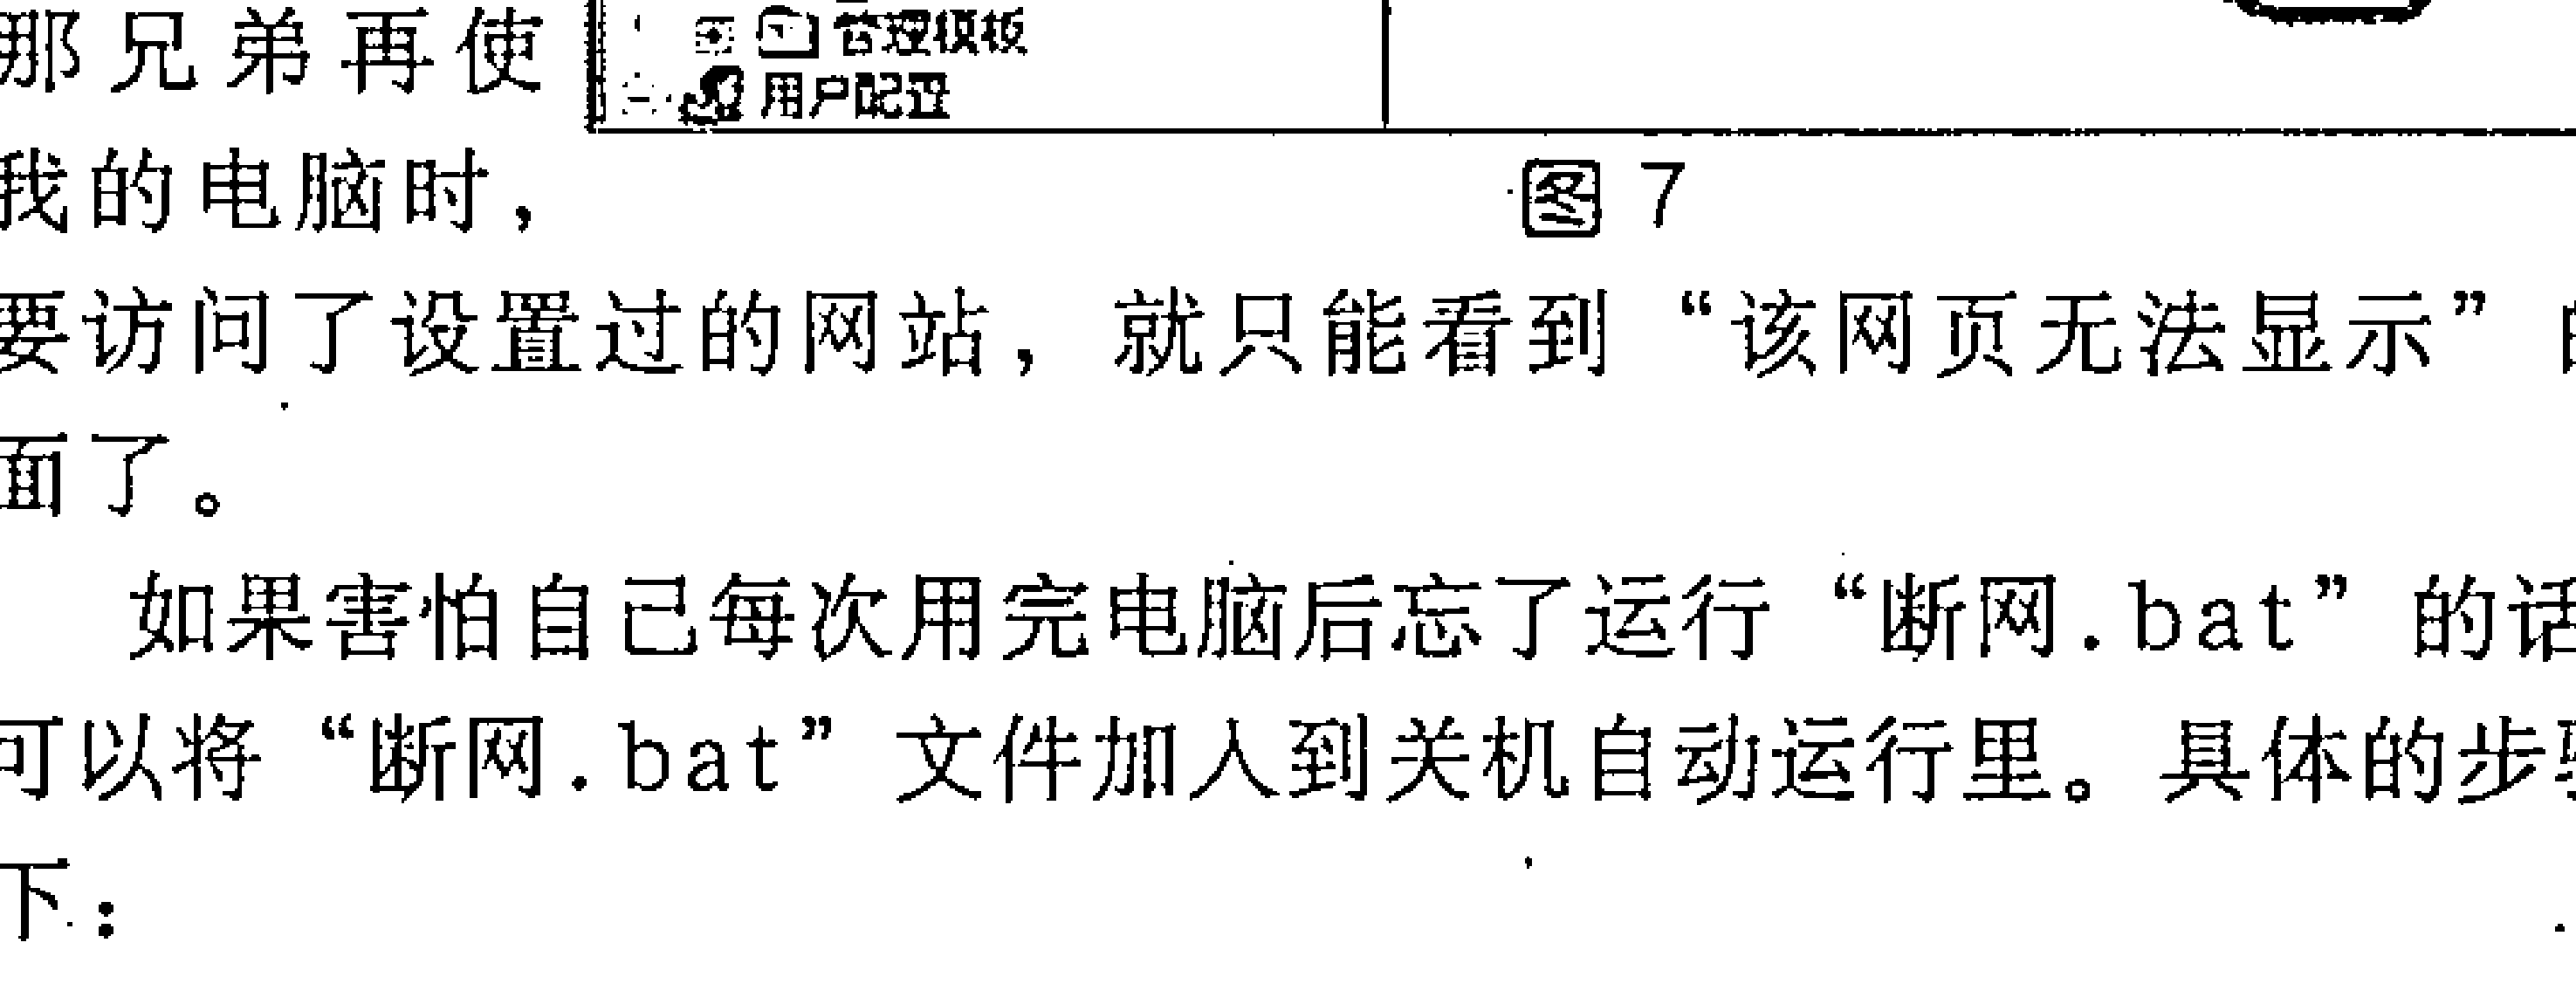 那兄弟再使
管理模板
用户配置
我的电脑时，
图 7
要访问了设置过的网站，就只能看到“该网页无法显示”的
面了。
如果害怕自己每次用完电脑后忘了运行“断网.bat”的话
可以将“断网.bat”文件加入到关机自动运行里。具体的步骤
下：